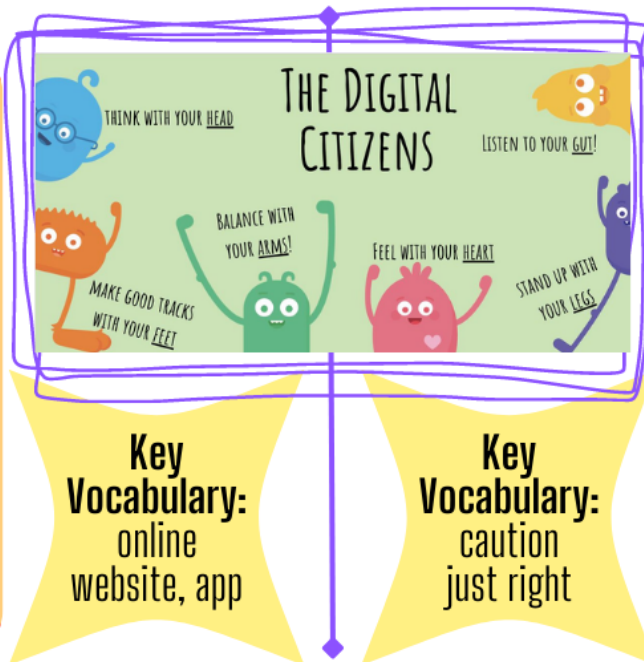 THE DIGITAL
CITIZENS
THINK WITH YOUR HEAD
LISTEN TO YOUR GUT!
BALANCE WITH
YOUR ARMS!
FEEL WITH YOUR HEART
STAND UP WITH
YOUR LEGS
MAKE GOOD TRACKS
WITH YOUR FEET
Key
Vocabulary:
online
website, app
Key
Vocabulary:
caution
just right